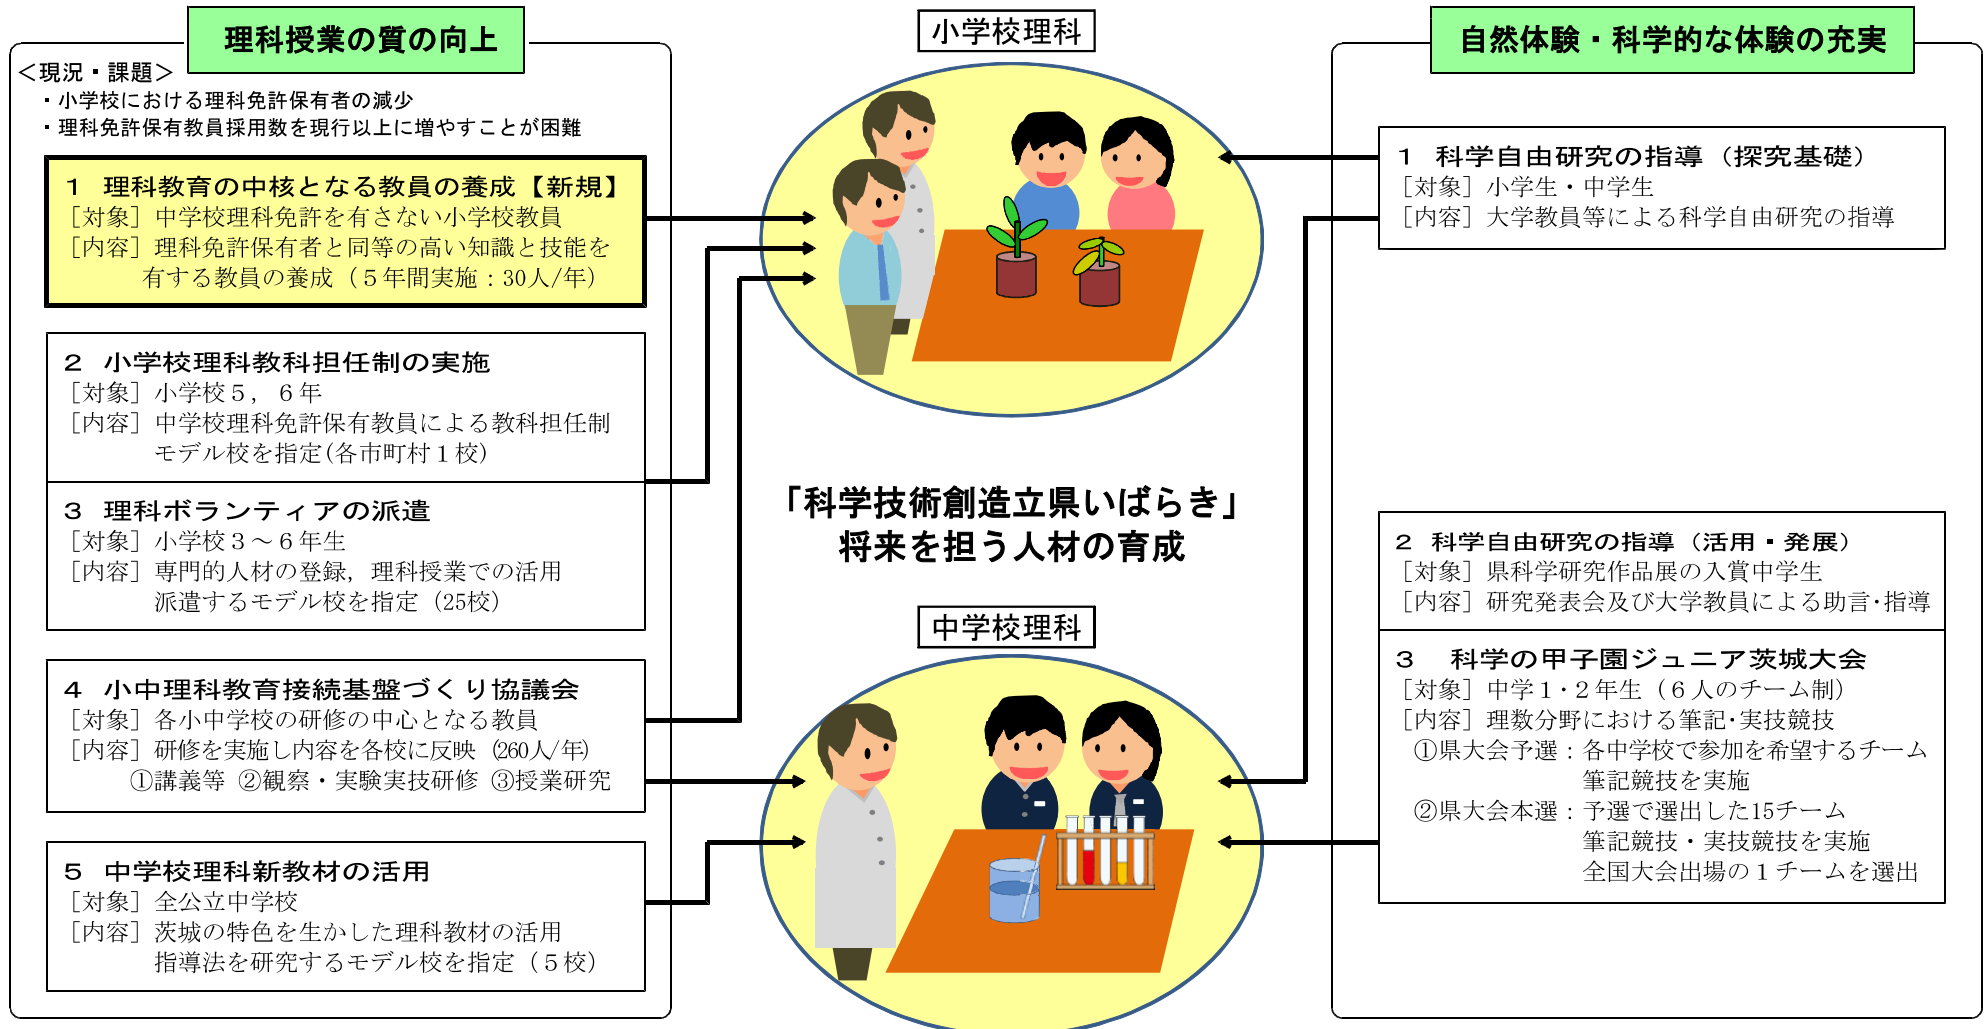 理科授業の質の向上
＜現況・課題＞
・小学校における理科免許保有者の減少
・理科免許保有教員採用数を現行以上に増やすことが困難
１ 理科教育の中核となる教員の養成【新規】
［対象］中学校理科免許を有さない小学校教員
［内容］理科免許保有者と同等の高い知識と技能を
有する教員の養成（５年間実施：30人/年）
２ 小学校理科教科担任制の実施
［対象］小学校５，６年
［内容］中学校理科免許保有教員による教科担任制
モデル校を指定(各市町村１校)
３ 理科ボランティアの派遣
［対象］小学校３～６年生
［内容］専門的人材の登録，理科授業での活用
派遣するモデル校を指定（25校）
４ 小中理科教育接続基盤づくり協議会
［対象］各小中学校の研修の中心となる教員
［内容］研修を実施し内容を各校に反映（260人/年）
①講義等 ②観察・実験実技研修 ③授業研究
５ 中学校理科新教材の活用
［対象］全公立中学校
［内容］茨城の特色を生かした理科教材の活用
指導法を研究するモデル校を指定（５校）
小学校理科
「科学技術創造立県いばらき」
将来を担う人材の育成
中学校理科
自然体験・科学的な体験の充実
１ 科学自由研究の指導（探究基礎）
［対象］小学生・中学生
［内容］大学教員等による科学自由研究の指導
２ 科学自由研究の指導（活用・発展）
［対象］県科学研究作品展の入賞中学生
［内容］研究発表会及び大学教員による助言・指導
３ 科学の甲子園ジュニア茨城大会
［対象］中学１・２年生（６人のチーム制）
［内容］理数分野における筆記・実技競技
①県大会予選：各中学校で参加を希望するチーム
筆記競技を実施
②県大会本選：予選で選出した15チーム
筆記競技・実技競技を実施
全国大会出場の１チームを選出